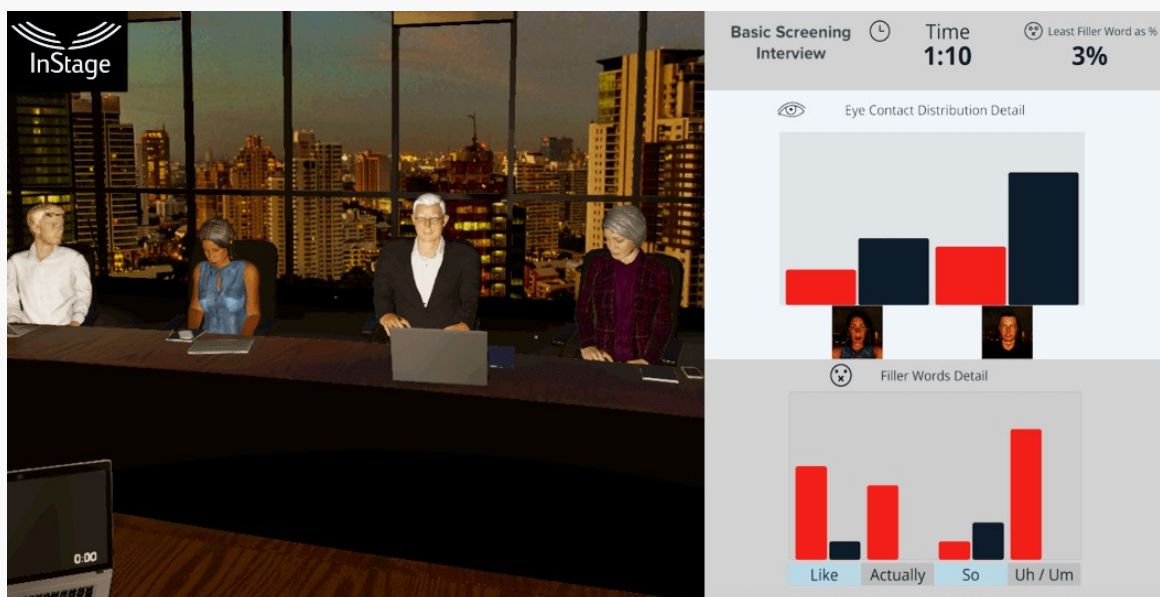 InStage
0:00
Basic Screening
Interview
Time
1:10
Least Filler Word as %
3%
Eye Contact Distribution Detail
Filler Words Detail
Like
Actually
So
Uh / Um